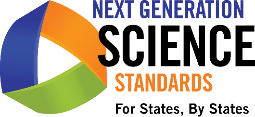 NEXT GENERATION
SCIENCE
STANDARDS
For States, By States